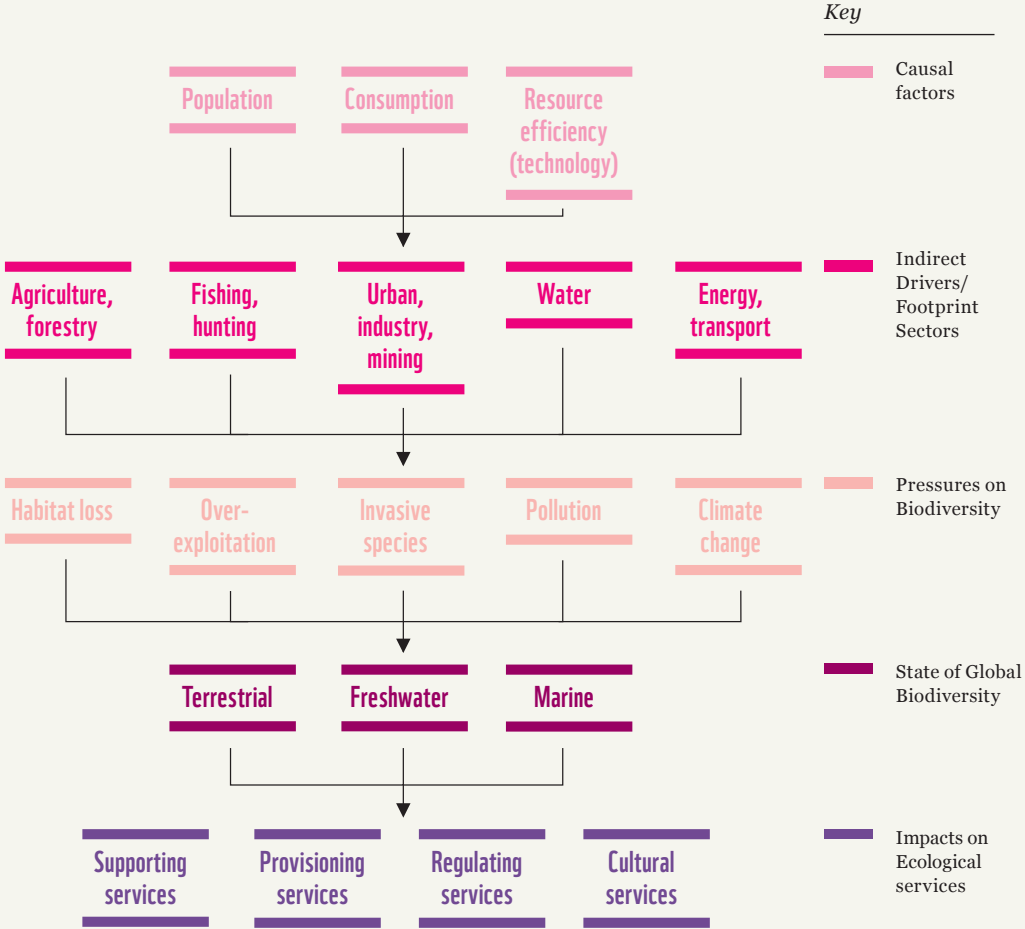 Key
Causal
factors
Population
Consumption
Resource
efficiency
(technology)
Indirect
Drivers/
Footprint
Sectors
Agriculture,
forestry
Fishing,
hunting
Urban,
industry,
mining
Water
Energy,
transport
Pressures on
Biodiversity
Habitat loss
Over-
exploitation
Invasive
species
Pollution
Climate
change
State of Global
Biodiversity
Terrestrial
Freshwater
Marine
Impacts on
Ecological
services
Supporting
services
Provisioning
services
Regulating
services
Cultural
services